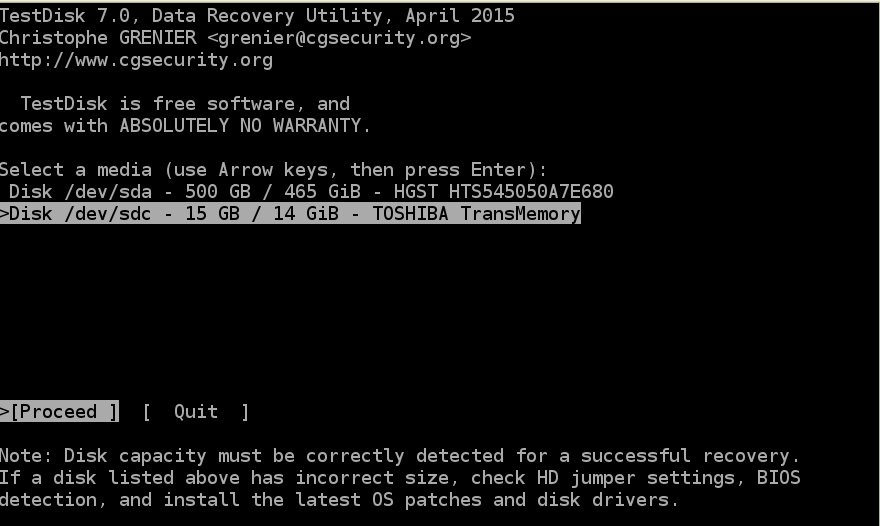 TestDisk 7.0, Data Recovery Utility, April 2015
Christophe GRENIER <grenier@cgsecurity.org>
http://www.cgsecurity.org
TestDisk is free software, and
comes with ABSOLUTELY NO WARRANTY.
Select a media (use Arrow keys, then press Enter):
Disk /dev/sda - 500 GB / 465 GiB - HGST HTS545050A7E680
>Disk /dev/sdc - 15 GB / 14 GiB - TOSHIBA TransMemory
>[Proceed ]  [  Quit  ]
Note: Disk capacity must be correctly detected for a successful recovery.
If a disk listed above has incorrect size, check HD jumper settings, BIOS
detection, and install the latest OS patches and disk drivers.